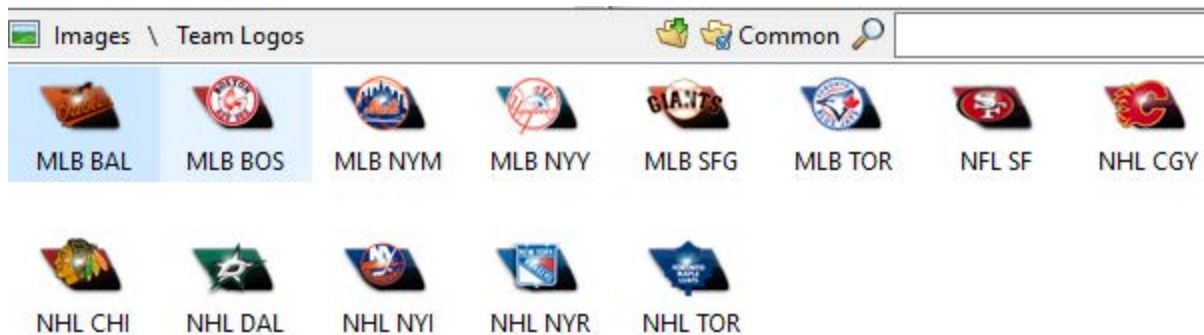 Images \ Team Logos Common
MLB BAL MLB BOS MLB NYM MLB NYY MLB SFG MLB TOR NFL SF NHL CGY
NHL CHI NHL DAL NHL NYI NHL NYR NHL TOR
GIANTS